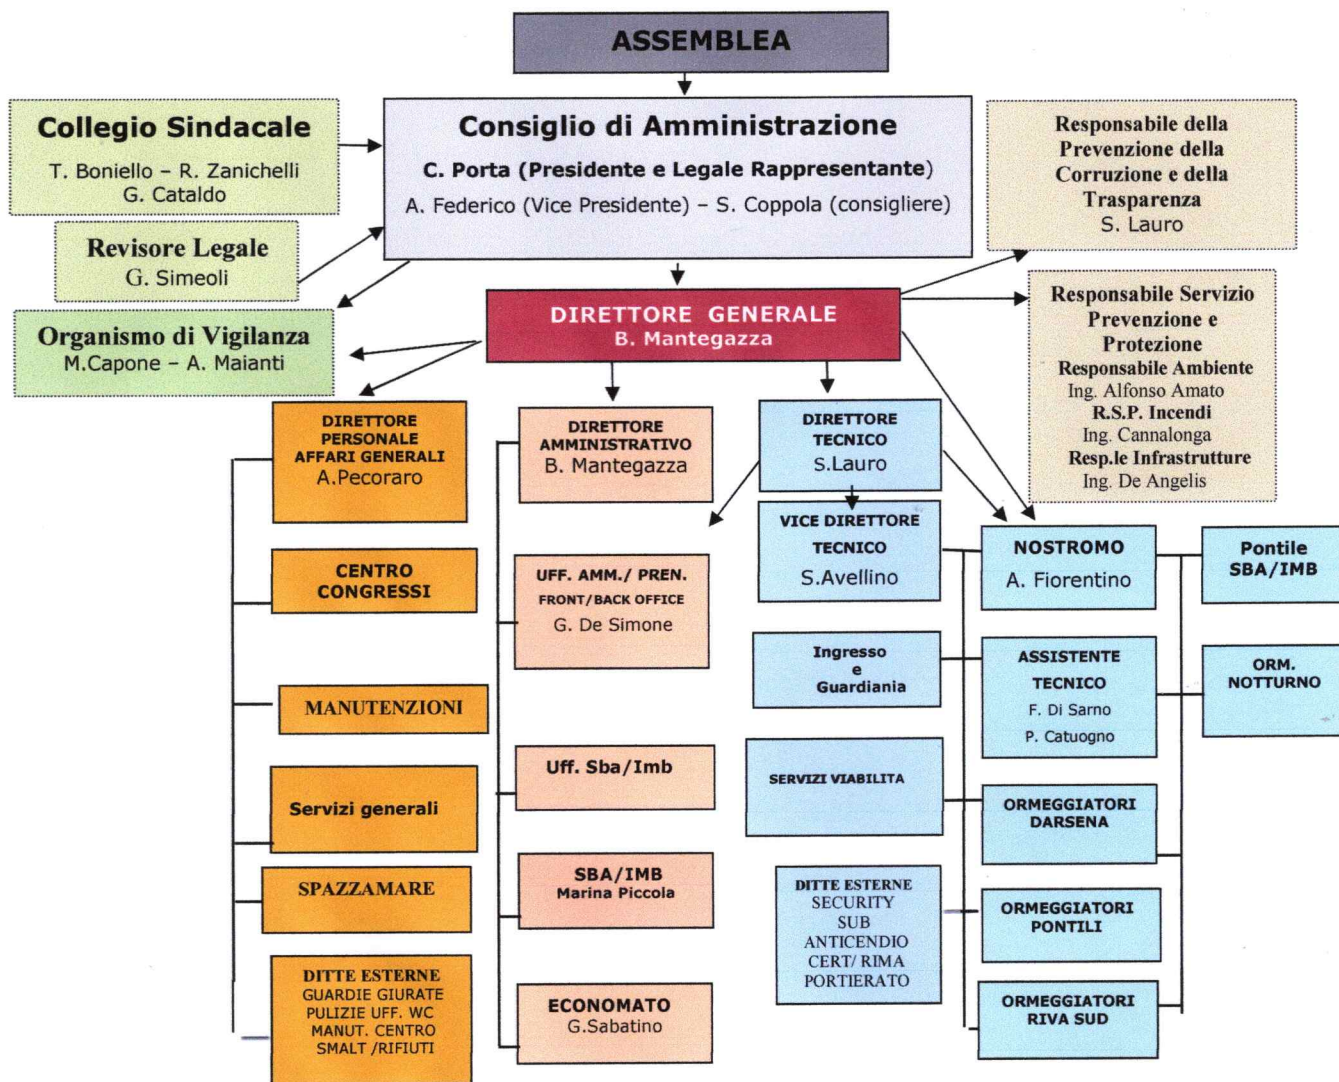 ASSEMBLEA
Collegio Sindacale
T. Boniello – R. Zanichelli
G. Cataldo
Consiglio di Amministrazione
C. Porta (Presidente e Legale Rappresentante)
A. Federico (Vice Presidente) – S. Coppola (consigliere)
Responsabile della
Prevenzione della
Corruzione e della
Trasparenza
S. Lauro
Revisore Legale
G. Simeoli
Organismo di Vigilanza
M.Capone – A. Maianti
DIRETTORE GENERALE
B. Mantegazza
Responsabile Servizio
Prevenzione e
Protezione
Responsabile Ambiente
Ing. Alfonso Amato
R.S.P. Incendi
Ing. Cannalonga
Resp.le Infrastrutture
Ing. De Angelis
DIRETTORE
PERSONALE
AFFARI GENERALI
A.Pecoraro
CENTRO
CONGRESSI
MANUTENZIONI
Servizi generali
SPAZZAMARE
DITTE ESTERNE
GUARDIE GIURATE
PULIZIE UFF. WC
MANUT. CENTRO
SMALT /RIFIUTI
DIRETTORE
AMMINISTRATIVO
B. Mantegazza
UFF. AMM./ PREN.
FRONT/BACK OFFICE
G. De Simone
Uff. Sba/Imb
SBA/IMB
Marina Piccola
ECONOMATO
G.Sabatino
DIRETTORE
TECNICO
S.Lauro
VICE DIRETTORE
TECNICO
S.Avellino
Ingresso
e
Guardiania
SERVIZI VIABILITA
DITTE ESTERNE
SECURITY
SUB
ANTICENDIO
CERT/ RIMA
PORTIERATO
NOSTROMO
A. Fiorentino
ASSISTENTE
TECNICO
F. Di Sarno
P. Catuogno
ORMEGGIATORI
DARSENA
ORMEGGIATORI
PONTILI
ORMEGGIATORI
RIVA SUD
Pontile
SBA/IMB
ORM.
NOTTURNO